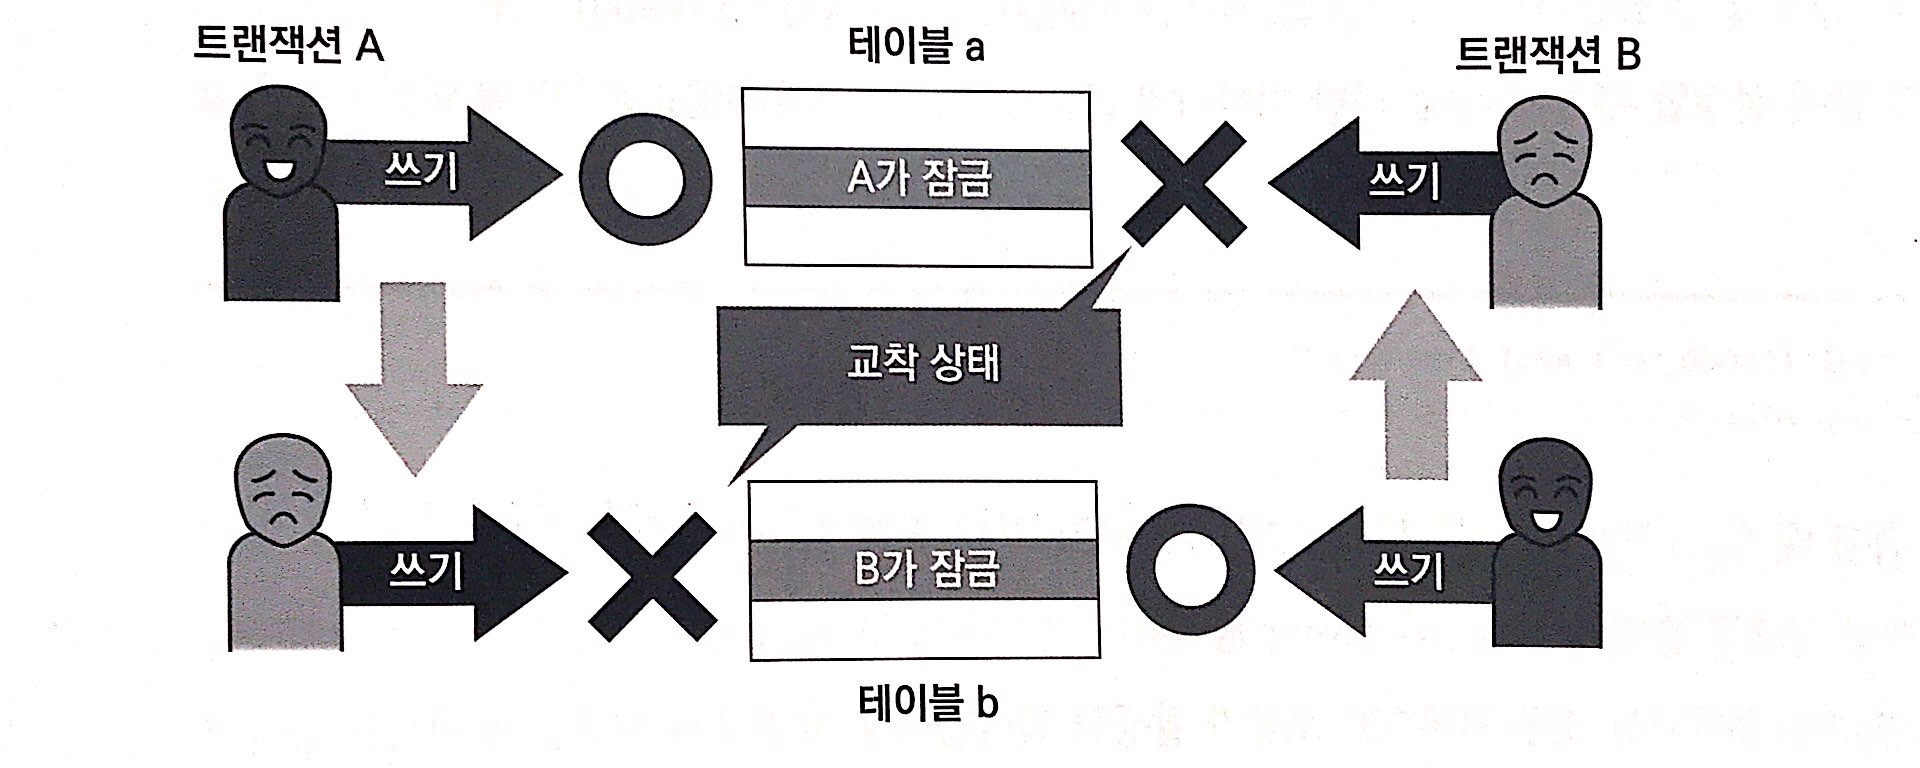 트랜잭션 A
테이블 a
트랜잭션 B
쓰기
A가 잠금
쓰기
교착 상태
쓰기
B가 잠금
쓰기
테이블 b